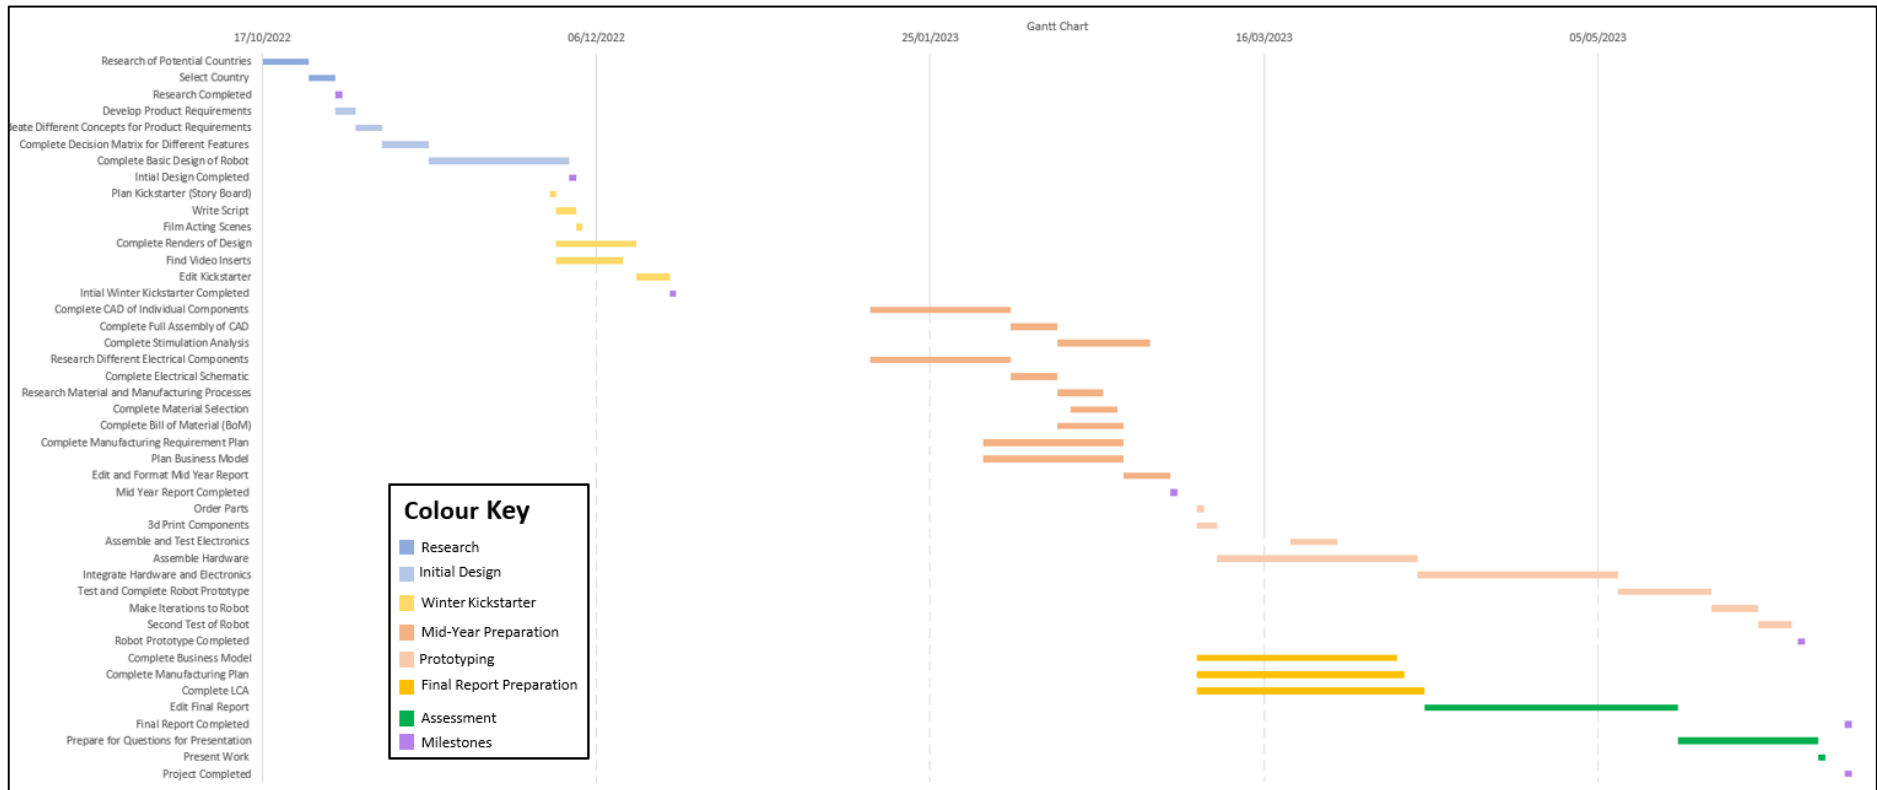 Gantt Chart
17/10/2022 06/12/2022 25/01/2023 16/03/2023 05/05/2023
Research of Potential Countries
Select Country
Research Completed
Develop Product Requirements
deate Different Concepts for Product Requirements
Complete Decision Matrix for Different Features
Complete Basic Design of Robot
Intial Design Completed
Plan Kickstarter (Story Board)
Write Script
Film Acting Scenes
Complete Renders of Design
Find Video Inserts
Edit Kickstarter
Intial Winter Kickstarter Completed
Complete CAD of Individual Components
Complete Full Assembly of CAD
Complete Stimulation Analysis
Research Different Electrical Components
Complete Electrical Schematic
Research Material and Manufacturing Processes
Complete Material Selection
Complete Bill of Material (BoM)
Complete Manufacturing Requirement Plan
Plan Business Model
Edit and Format Mid Year Report
Mid Year Report Completed
Order Parts
3d Print Components
Assemble and Test Electronics
Assemble Hardware
Integrate Hardware and Electronics
Test and Complete Robot Prototype
Make Iterations to Robot
Second Test of Robot
Robot Prototype Completed
Complete Business Model
Complete Manufacturing Plan
Complete LCA
Edit Final Report
Final Report Completed
Prepare for Questions for Presentation
Present Work
Project Completed
Colour Key
Research
Initial Design
Winter Kickstarter
Mid-Year Preparation
Prototyping
Final Report Preparation
Assessment
Milestones